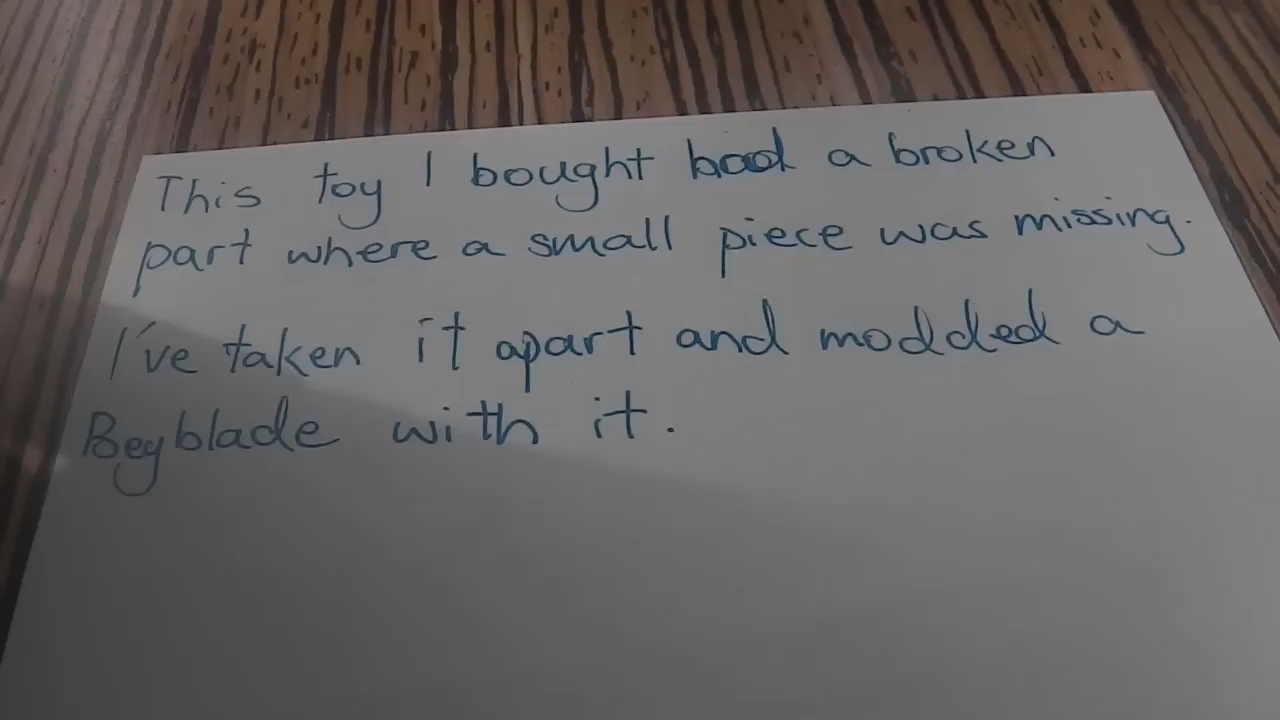 This toy I bought had a broken
part where a small piece was missing.
I've taken it apart and modded a
Beyblade with it.